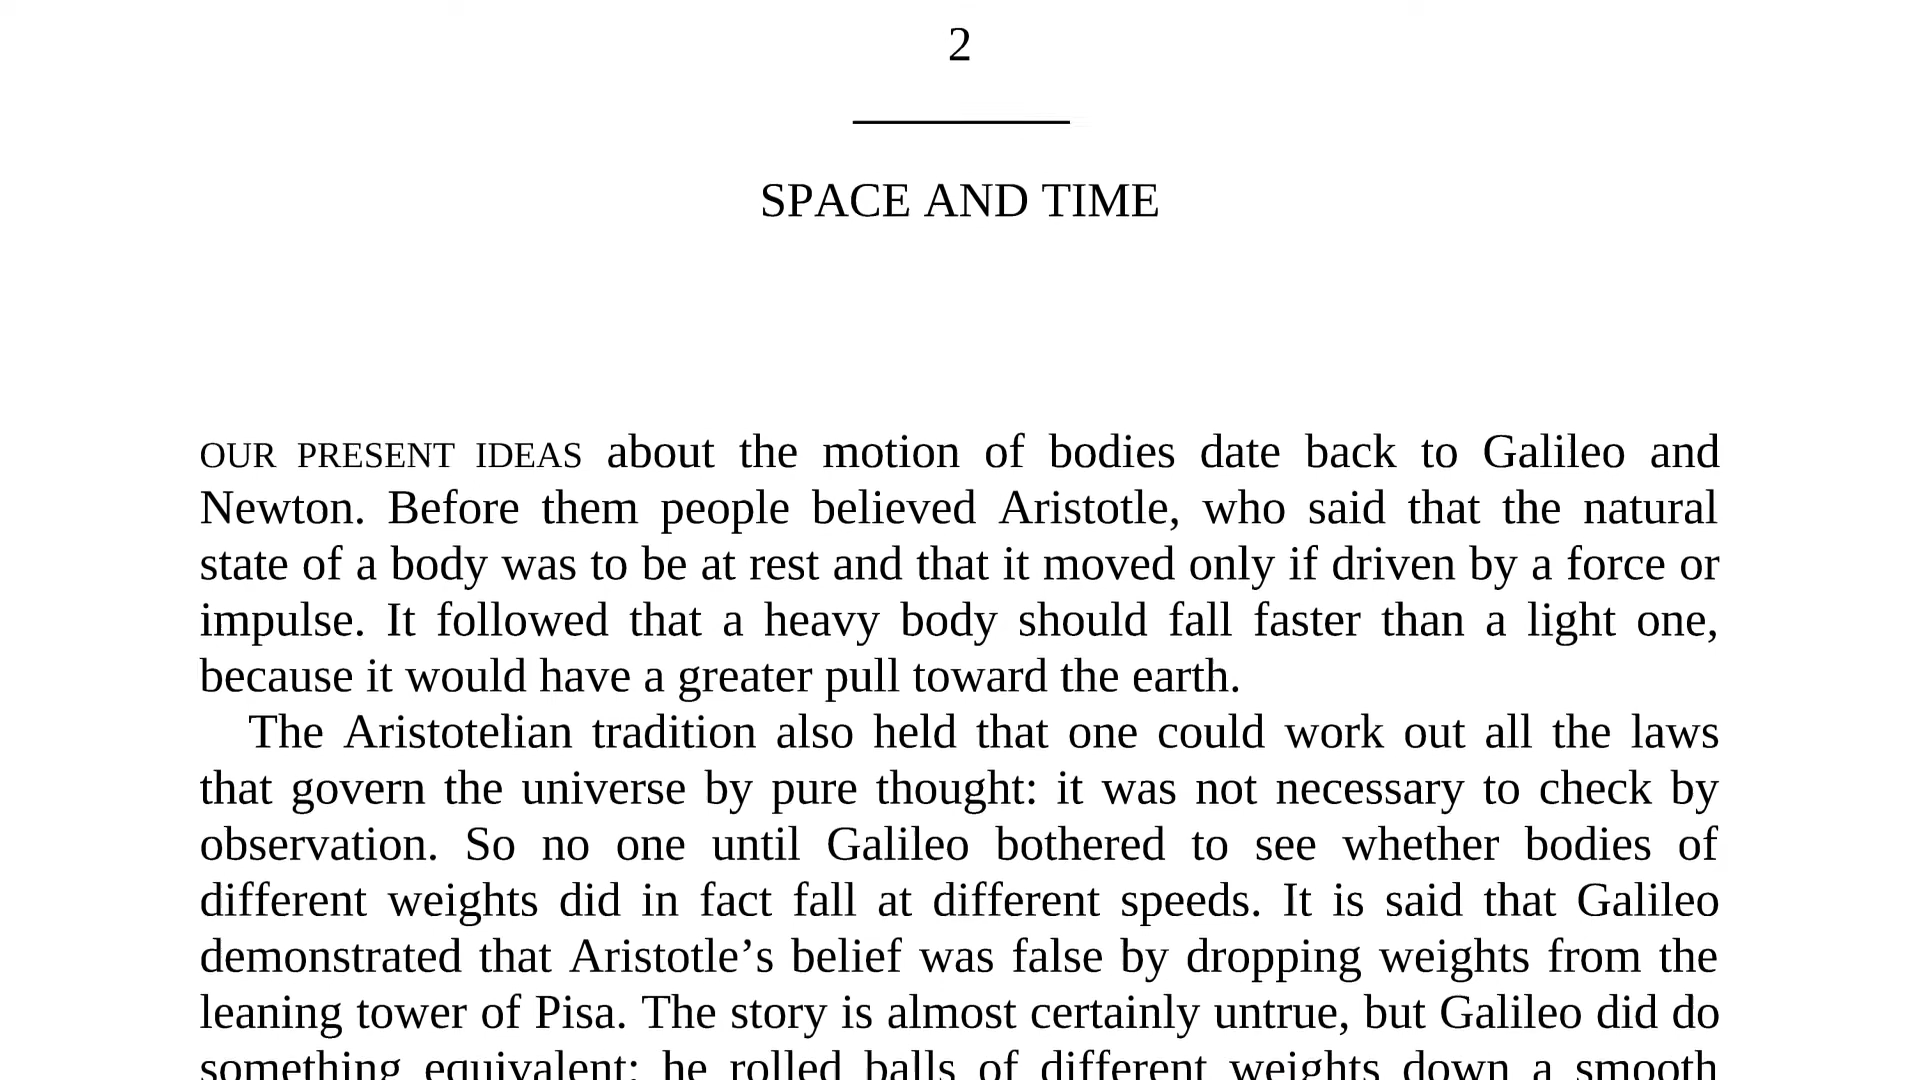 2
SPACE AND TIME
OUR PRESENT IDEAS about the motion of bodies date back to Galileo and
Newton. Before them people believed Aristotle, who said that the natural
state of a body was to be at rest and that it moved only if driven by a force or
impulse. It followed that a heavy body should fall faster than a light one,
because it would have a greater pull toward the earth.
The Aristotelian tradition also held that one could work out all the laws
that govern the universe by pure thought: it was not necessary to check by
observation. So no one until Galileo bothered to see whether bodies of
different weights did in fact fall at different speeds. It is said that Galileo
demonstrated that Aristotle’s belief was false by dropping weights from the
leaning tower of Pisa. The story is almost certainly untrue, but Galileo did do
something equivalent: he rolled balls of different weights down a smooth